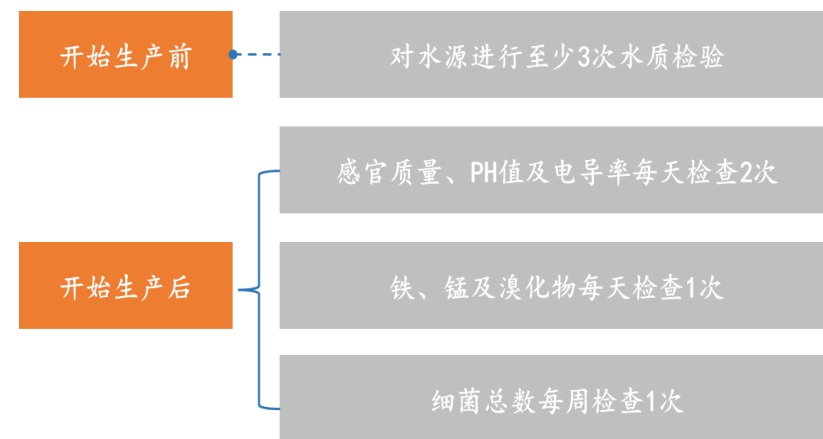 开始生产前
对水源进行至少3次水质检验
感官质量、PH值及电导率每天检查2次
开始生产后
铁、锰及溴化物每天检查1次
细菌总数每周检查1次